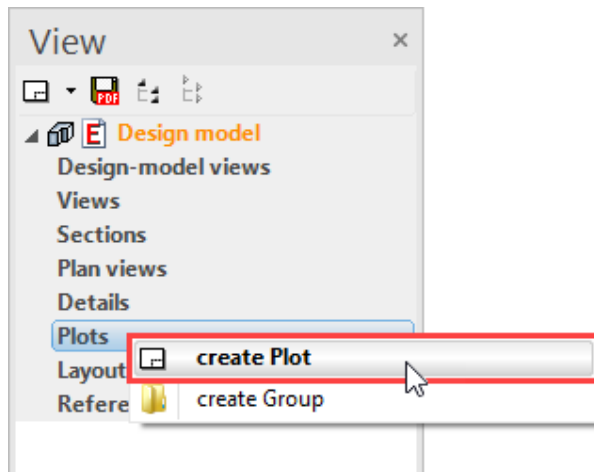 View
PDF
E Design model
Design-model views
Views
Sections
Plan views
Details
Plots
create Plot
Layout
Refere
create Group